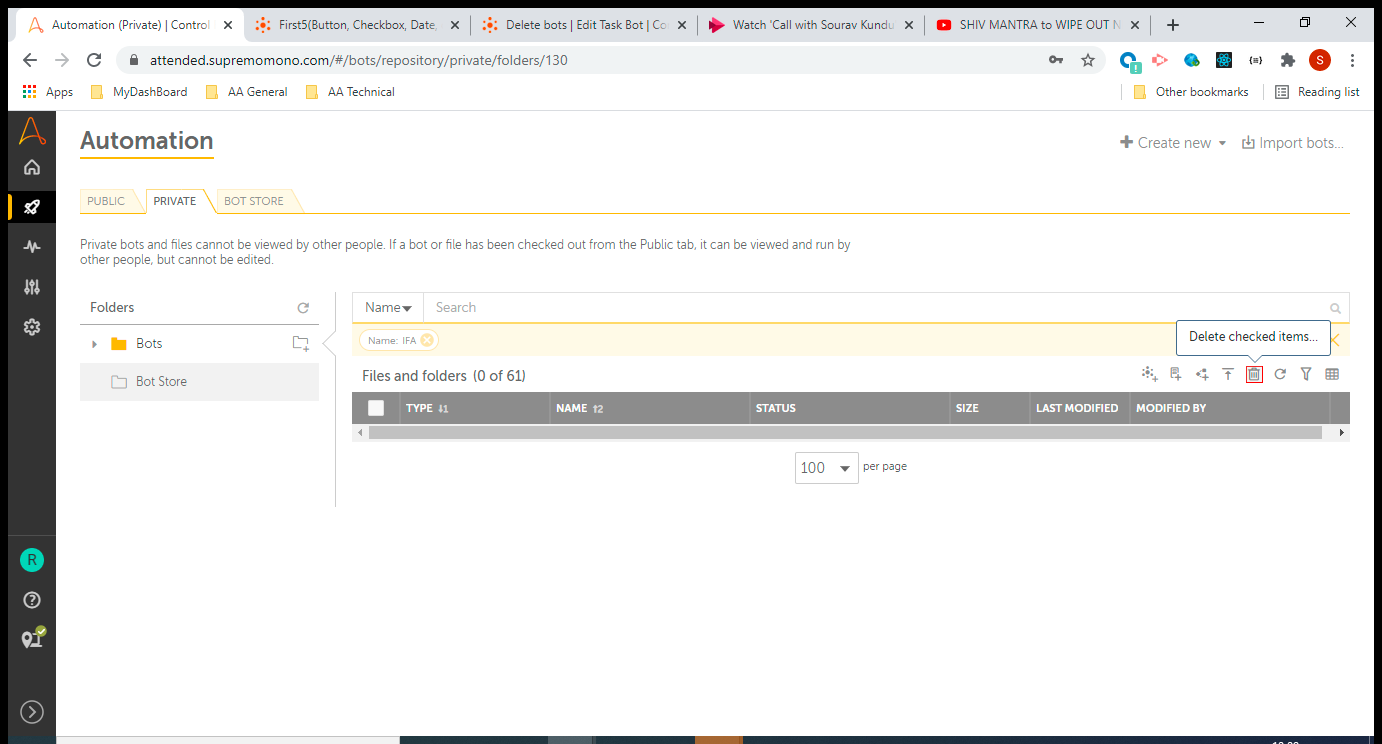 Automation (Private) | Control
First5(Button, Checkbox, Date,
Delete bots | Edit Task Bot | Co
Watch 'Call with Sourav Kundu
SHIV MANTRA to WIPE OUT N
attended.supremomono.com/#/bots/repository/private/folders/130
S
Apps
MyDashBoard
AA General
AA Technical
Other bookmarks
Reading list
Automation
Create new
Import bots...
PUBLIC
PRIVATE
BOT STORE
Private bots and files cannot be viewed by other people. If a bot or file has been checked out from the Public tab, it can be viewed and run by
other people, but cannot be edited.
Folders
Name
Search
Name: IFA
Delete checked items...
Bots
Bot Store
Files and folders (0 of 61)
TYPE
NAME
STATUS
SIZE
LAST MODIFIED
MODIFIED BY
100
per page
R